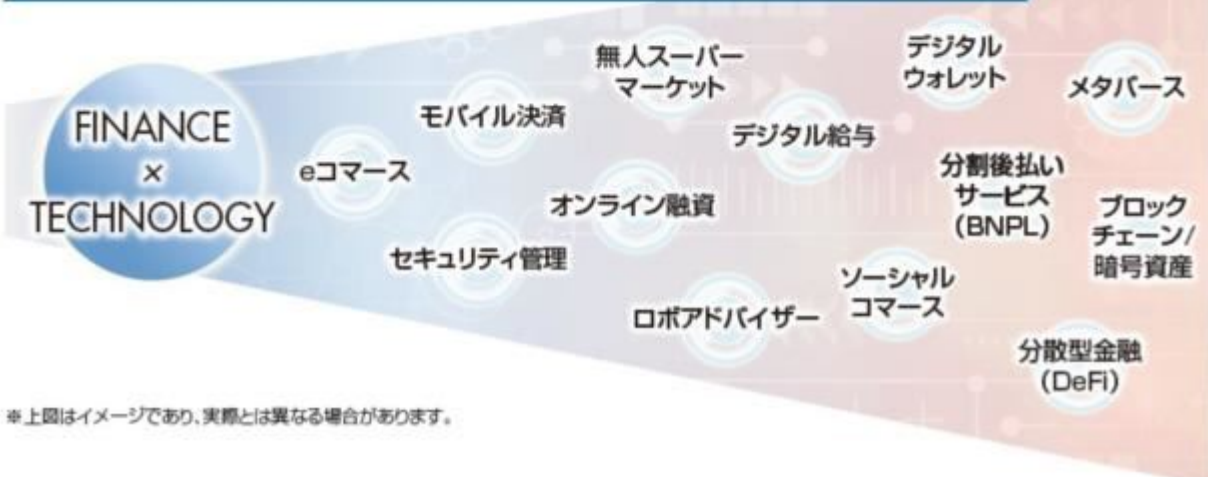 FINANCE
×
TECHNOLOGY
eコマース
モバイル決済
セキュリティ管理
無人スーパー
マーケット
オンライン融資
ロボアドバイザー
デジタル給与
デジタル
ウォレット
分割後払い
サービス
(BNPL)
ソーシャル
コマース
メタバース
ブロック
チェーン/
暗号資産
分散型金融
(DeFi)
※上図はイメージであり、実際とは異なる場合があります。